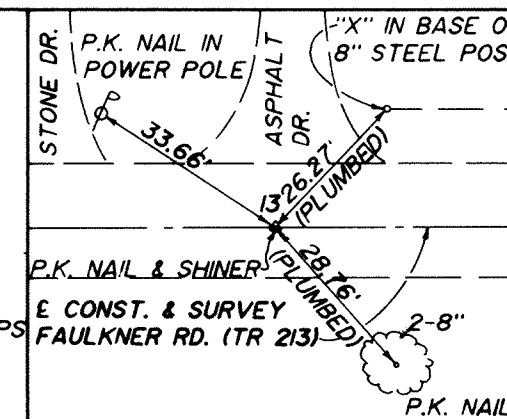 "X" IN BASE O
8" STEEL POS
P.K. NAIL IN
POWER POLE
STONE DR.
ASPHALT
DR.
33.66'
13
26.27'
(PLUMBED)
P.K. NAIL & SHINER
28.76'
(PLUMBED)
£ CONST. & SURVEY
FAULKNER RD. (TR 213)
PS
2-8"
P.K. NAIL